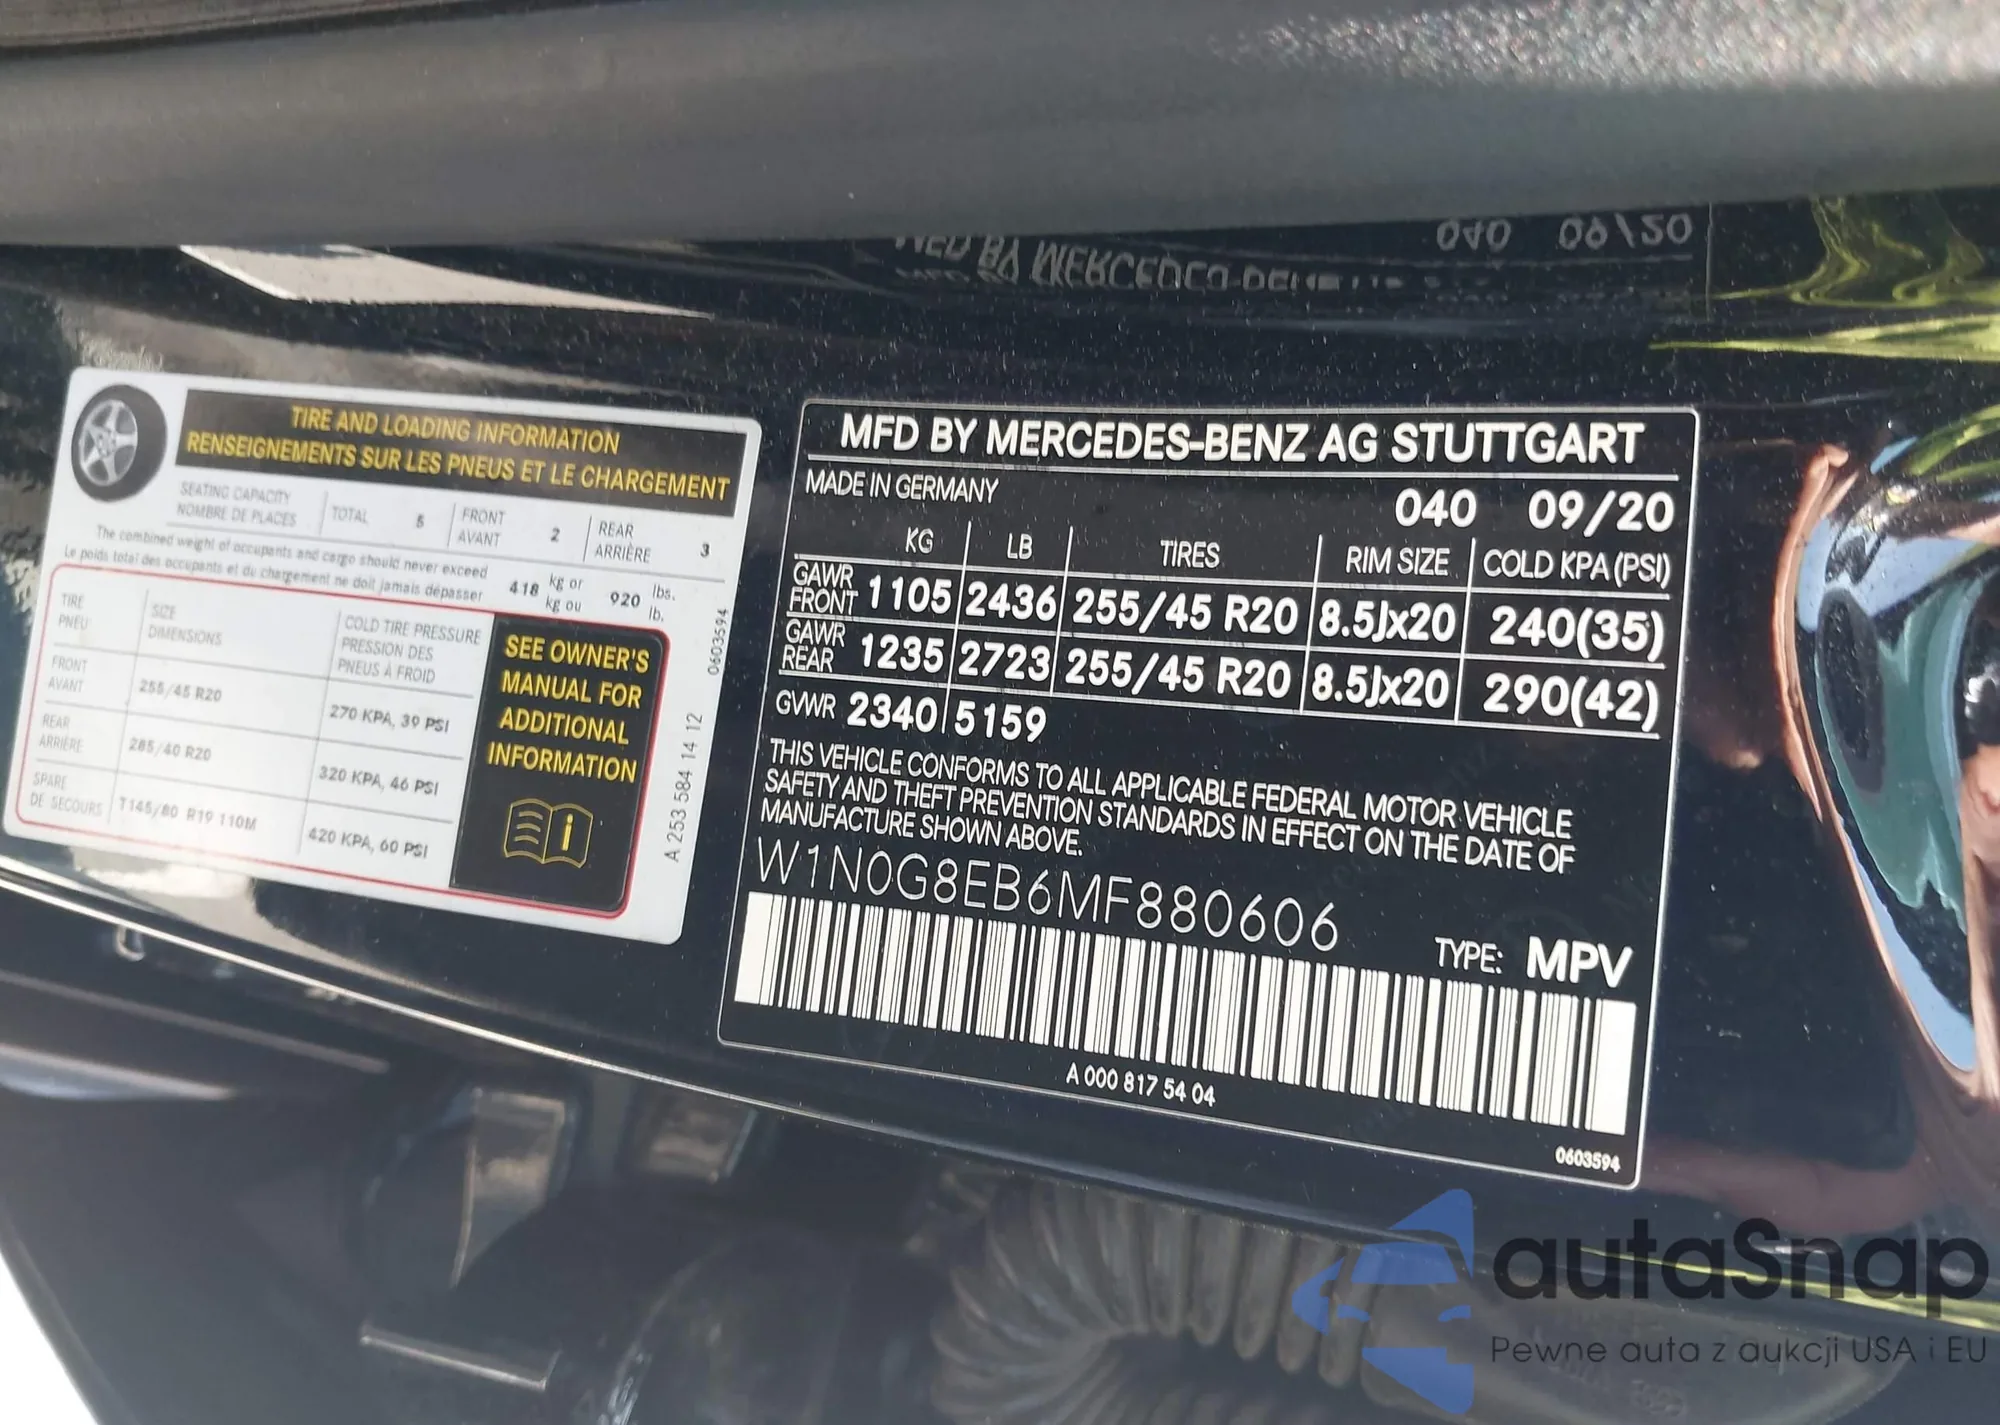 TIRE AND LOADING INFORMATION
RENSEIGNEMENTS SUR LES PNEUS ET LE CHARGEMENT
SEATING CAPACITY
NOMBRE DE PLACES
TOTAL 5
FRONT
AVANT
2
REAR
ARRIÈRE
3
The combined weight of occupants and cargo should never exceed
Le poids total des occupants et du chargement ne doit jamais dépasser
418 kg or
kg ou
920 lbs.
lb.
TIRE
PNEU
SIZE
DIMENSIONS
COLD TIRE PRESSURE
PRESSION DES
PNEUS À FROID
FRONT
AVANT
255/45 R20
270 KPA, 39 PSI
REAR
ARRIÈRE
285/40 R20
320 KPA, 46 PSI
SPARE
DE SECOURS
T145/80 R19 110M
420 KPA, 60 PSI
SEE OWNER'S
MANUAL FOR
ADDITIONAL
INFORMATION
A 253 584 14 12
0603594
MFD BY MERCEDES-BENZ AG STUTTGART
MADE IN GERMANY
040 09/20
KG LB TIRES RIM SIZE COLD KPA (PSI)
GAWR
FRONT
1105 2436 255/45 R20 8.5Jx20 240(35)
GAWR
REAR
1235 2723 255/45 R20 8.5Jx20 290(42)
GVWR 2340 5159
THIS VEHICLE CONFORMS TO ALL APPLICABLE FEDERAL MOTOR VEHICLE
SAFETY AND THEFT PREVENTION STANDARDS IN EFFECT ON THE DATE OF
MANUFACTURE SHOWN ABOVE.
W1N0G8EB6MF880606
TYPE: MPV
A 000 817 54 04
0603594
autaSnap
Pewne auta z aukcji USA i EU